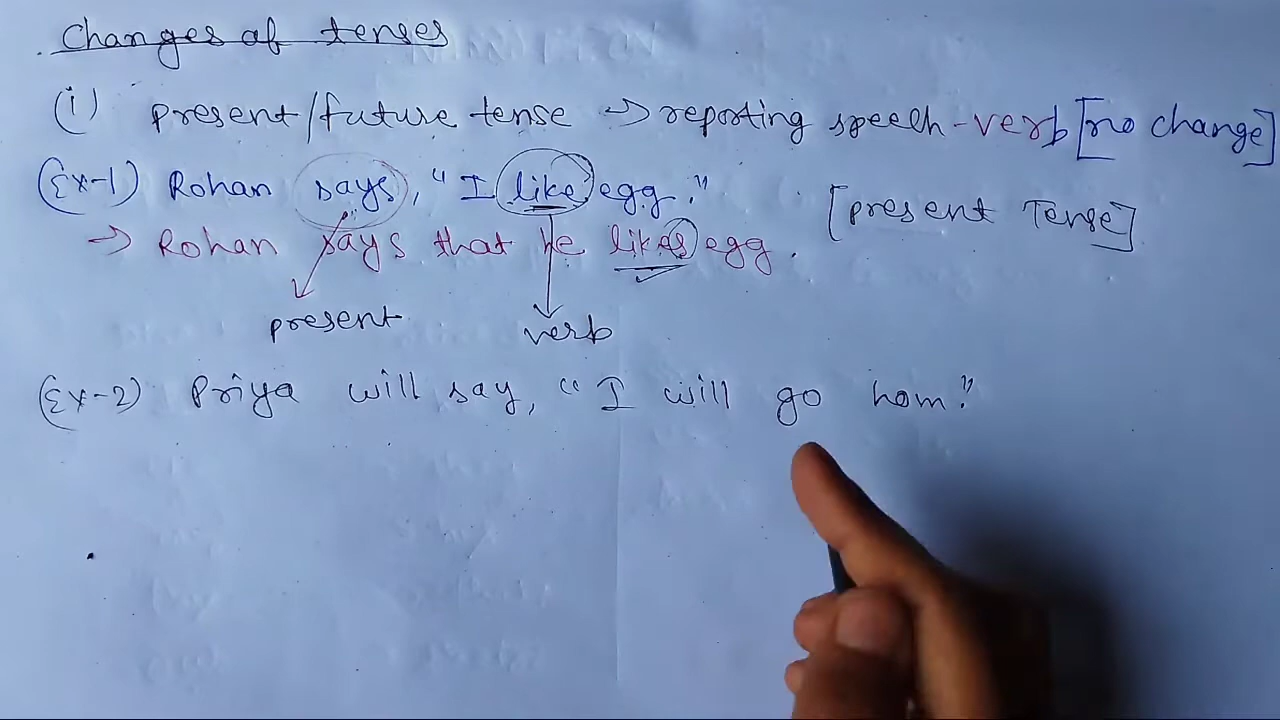 Changes of tenses
(i) present/future tense → reporting speech-verb [no change]
(Ex-1) Rohan says, "I like egg."
[present Tense]
→ Rohan says that he likes egg.
present
verb
(Ex-2) Priya will say, "I will go hom."